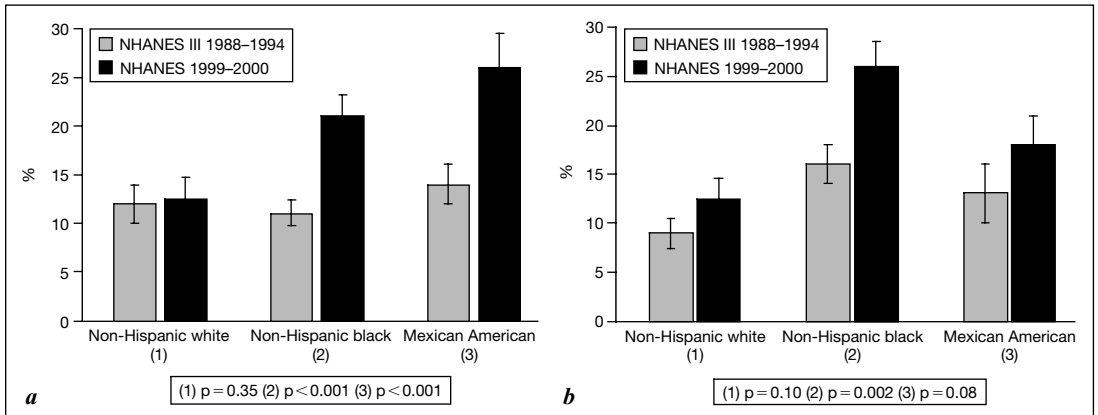 30
25
20
15
10
5
0
%
NHANES III 1988–1994
NHANES 1999–2000
Non-Hispanic white
(1)
Non-Hispanic black
(2)
Mexican American
(3)
a
(1) p = 0.35 (2) p < 0.001 (3) p < 0.001
30
25
20
15
10
5
0
%
NHANES III 1988–1994
NHANES 1999–2000
Non-Hispanic white
(1)
Non-Hispanic black
(2)
Mexican American
(3)
b
(1) p = 0.10 (2) p = 0.002 (3) p = 0.08